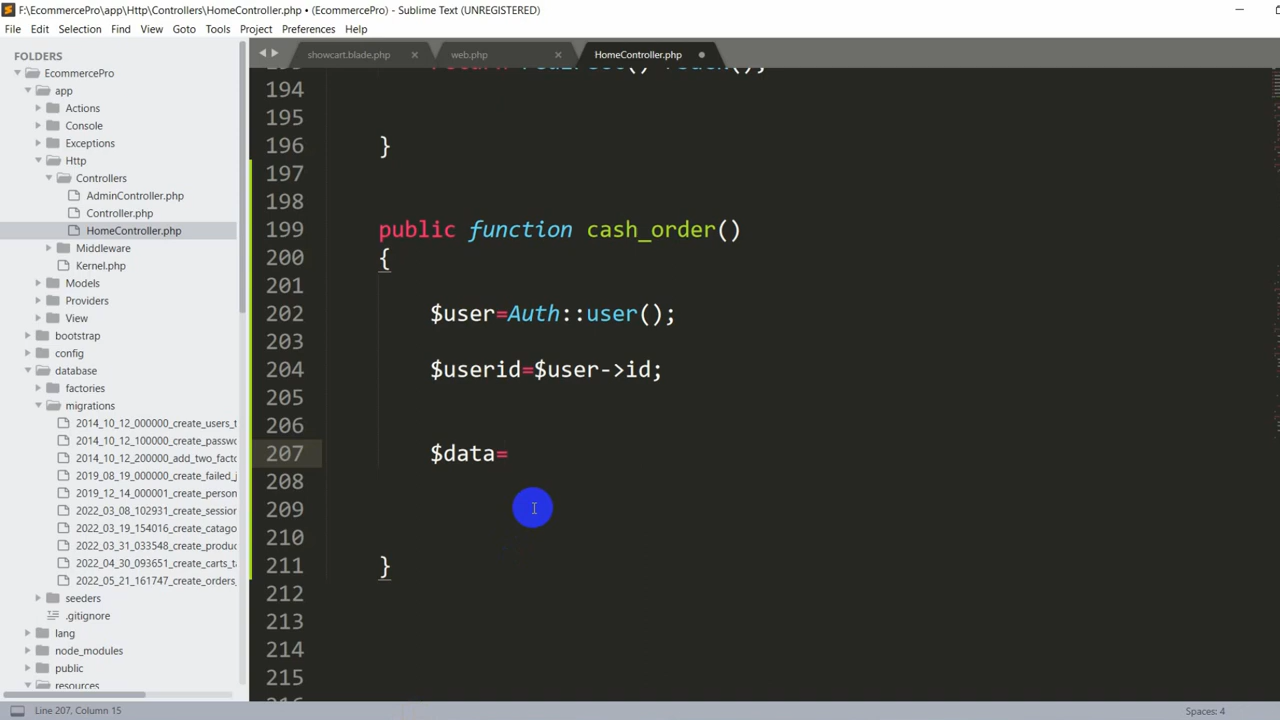 F:\EcommercePro\app\Http\Controllers\HomeController.php • (EcommercePro) - Sublime Text (UNREGISTERED)
File Edit Selection Find View Goto Tools Project Preferences Help
FOLDERS
EcommercePro
app
Actions
Console
Exceptions
Http
Controllers
AdminController.php
Controller.php
HomeController.php
Middleware
Kernel.php
Models
Providers
View
bootstrap
config
database
factories
migrations
2014_10_12_000000_create_users_t
2014_10_12_100000_create_passwo
2014_10_12_200000_add_two_facto
2019_08_19_000000_create_failed_j
2019_12_14_000001_create_person
2022_03_08_102931_create_session
2022_03_19_154016_create_catago
2022_03_31_033548_create_produc
2022_04_30_093651_create_carts_ta
2022_05_21_161747_create_orders_
seeders
.gitignore
lang
node_modules
public
resources
showcart.blade.php web.php HomeController.php
194
195
196 }
197
198
199 public function cash_order()
200 {
201
202 $user=Auth::user();
203
204 $userid=$user->id;
205
206
207 $data=
208
209
210
211 }
212
213
214
215
Line 207, Column 15
Spaces: 4